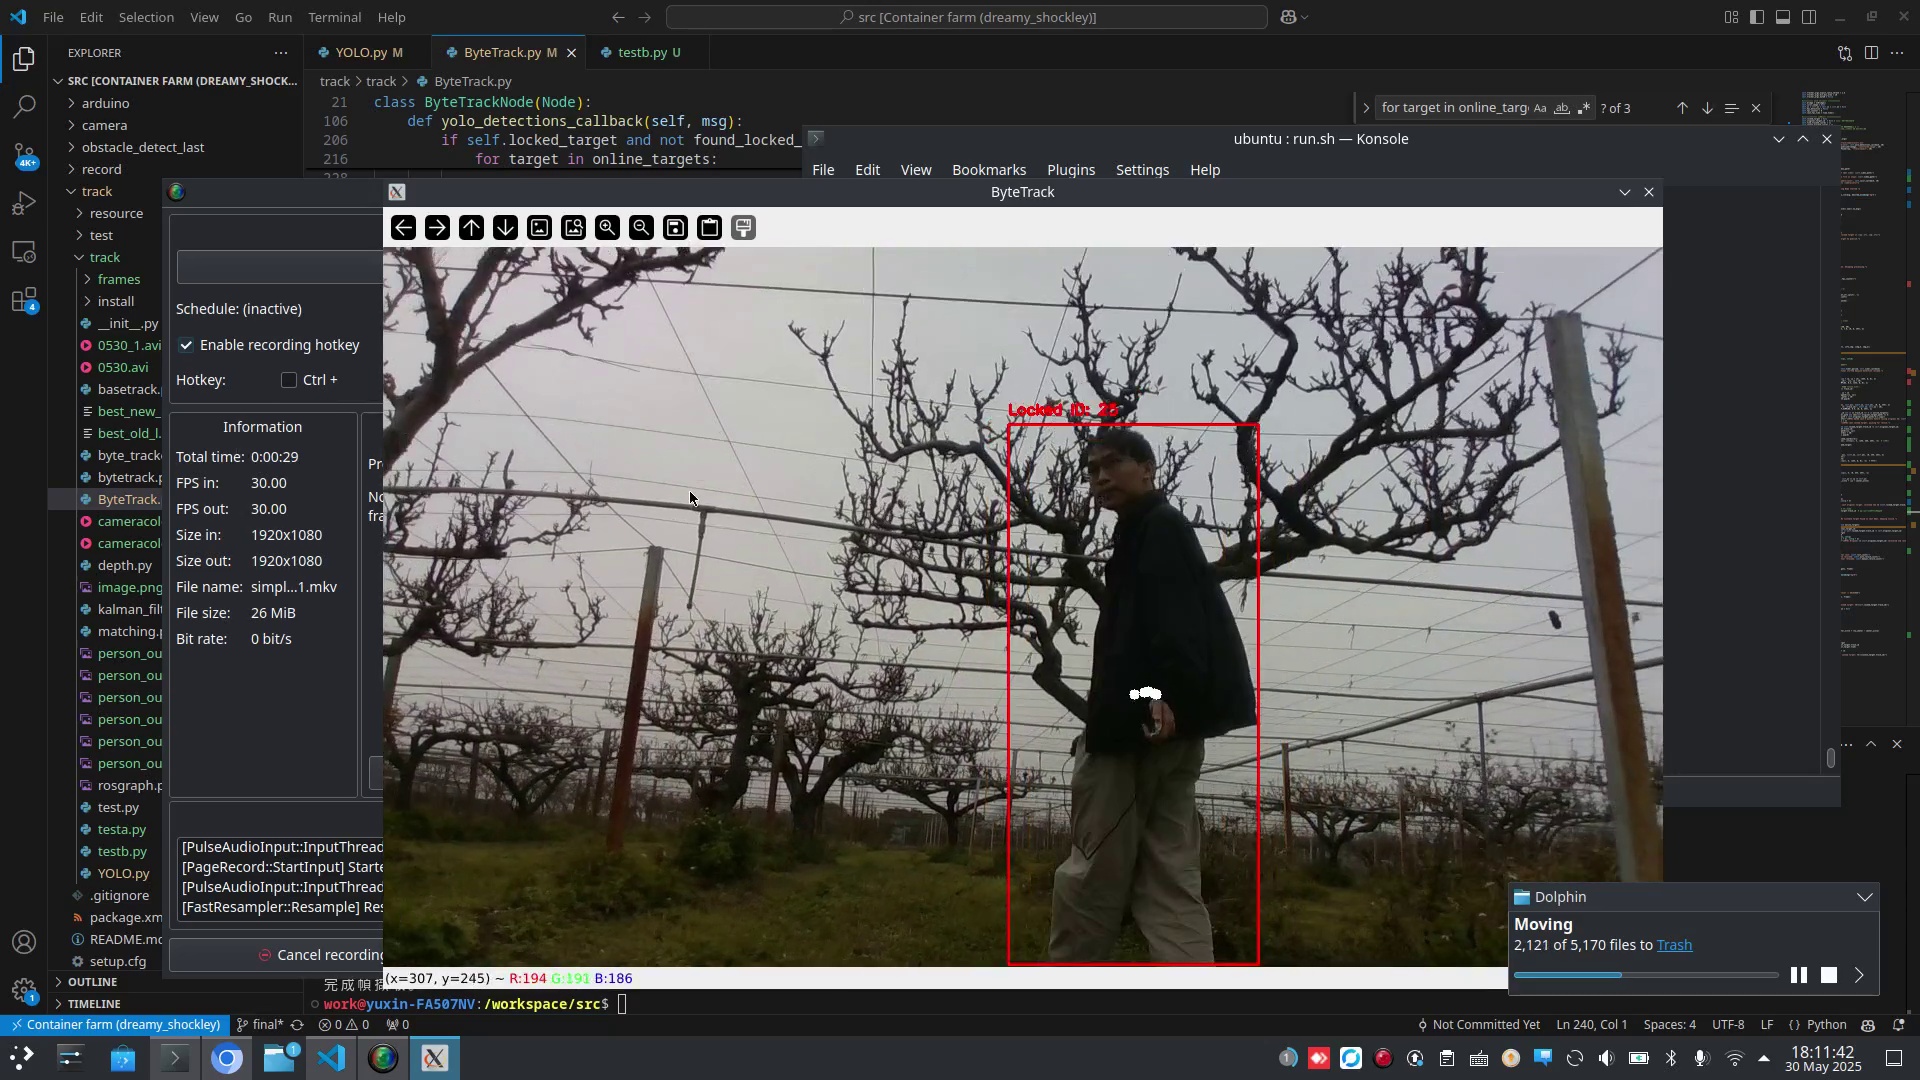 File Edit Selection View Go Run Terminal Help
src [Container farm (dreamy_shockley)]
EXPLORER
YOLO.py M
ByteTrack.py M
testb.py U
SRC [CONTAINER FARM (DREAMY_SHOCK...
track > track > ByteTrack.py
21 class ByteTrackNode(Node):
106 def yolo_detections_callback(self, msg):
206 if self.locked_target and not found_locked_
216 for target in online_targets:
for target in online_targ
Aa ab
? of 3
ubuntu : run.sh — Konsole
File Edit View Bookmarks Plugins Settings Help
ByteTrack
arduino
camera
obstacle_detect_last
record
track
resource
test
track
frames
install
__init__.py
0530_1.avi
0530.avi
basetrack.
best_new_
best_old_l.
byte_track
bytetrack.p
ByteTrack.
cameracol
cameracol
depth.py
image.png
kalman_filt
matching.p
person_ou
person_ou
person_ou
person_ou
person_ou
person_ou
rosgraph.p
test.py
testa.py
testb.py
YOLO.py
.gitignore
package.xm
README.md
setup.cfg
OUTLINE
TIMELINE
4K+
4
1
Schedule: (inactive)
Enable recording hotkey
Hotkey: Ctrl +
Information
Total time: 0:00:29
FPS in: 30.00
FPS out: 30.00
Size in: 1920x1080
Size out: 1920x1080
File name: simpl...1.mkv
File size: 26 MiB
Bit rate: 0 bit/s
Pr
No
fra
[PulseAudioInput::InputThread
[PageRecord::StartInput] Starte
[PulseAudioInput::InputThread
[FastResampler::Resample] Res
Cancel recording
Locked ID: 25
(x=307, y=245) ~ R:194 G:191 B:186
work@yuxin-FA507NV:/workspace/src$
Dolphin
Moving
2,121 of 5,170 files to Trash
Container farm (dreamy_shockley)
final*
0 0
0
Not Committed Yet
Ln 240, Col 1
Spaces: 4
UTF-8
LF
{ } Python
1
1
18:11:42
30 May 2025